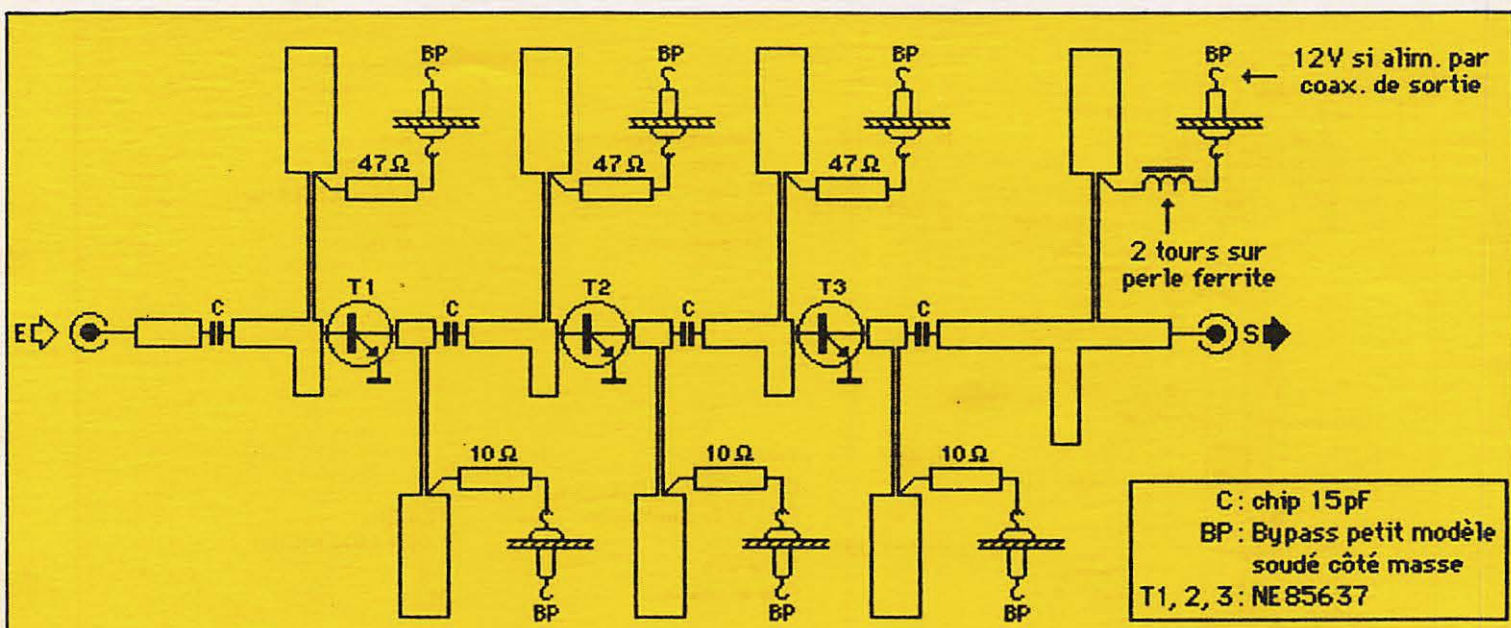 BP
BP
BP
BP
12V si alim. par
coax. de sortie
47Ω
47Ω
47Ω
2 tours sur
perle ferrite
T1
T2
T3
E
C
C
C
C
S
10Ω
10Ω
10Ω
BP
BP
BP
C: chip 15pF
BP: Bypass petit modèle
soudé côté masse
T1, 2, 3: NE85637